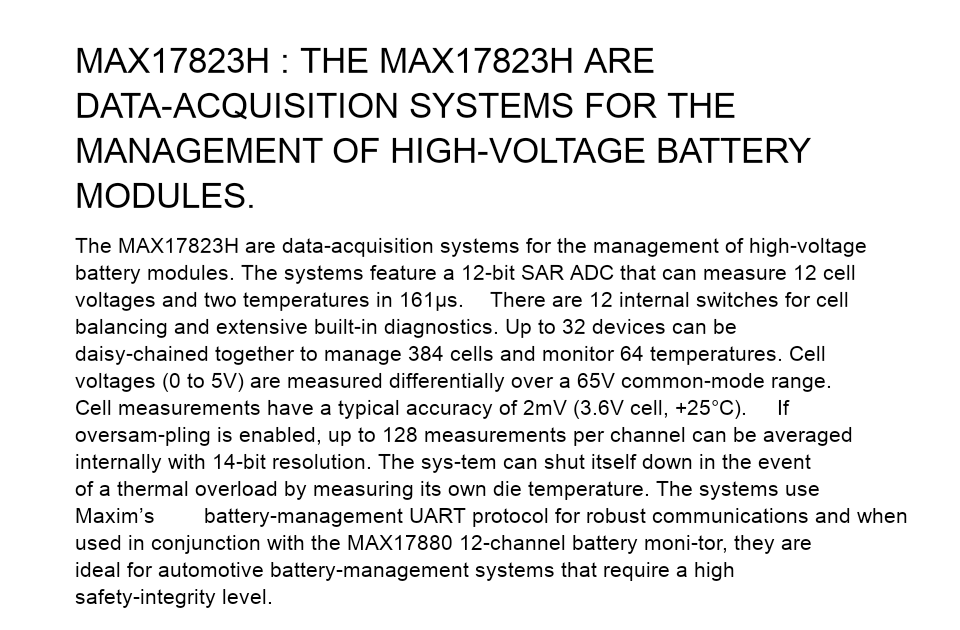 MAX17823H : THE MAX17823H ARE
DATA-ACQUISITION SYSTEMS FOR THE
MANAGEMENT OF HIGH-VOLTAGE BATTERY
MODULES.
The MAX17823H are data-acquisition systems for the management of high-voltage
battery modules. The systems feature a 12-bit SAR ADC that can measure 12 cell
voltages and two temperatures in 161µs.    There are 12 internal switches for cell
balancing and extensive built-in diagnostics. Up to 32 devices can be
daisy-chained together to manage 384 cells and monitor 64 temperatures. Cell
voltages (0 to 5V) are measured differentially over a 65V common-mode range.
Cell measurements have a typical accuracy of 2mV (3.6V cell, +25°C).    If
oversam-pling is enabled, up to 128 measurements per channel can be averaged
internally with 14-bit resolution. The sys-tem can shut itself down in the event
of a thermal overload by measuring its own die temperature. The systems use
Maxim’s       battery-management UART protocol for robust communications and when
used in conjunction with the MAX17880 12-channel battery moni-tor, they are
ideal for automotive battery-management systems that require a high
safety-integrity level.